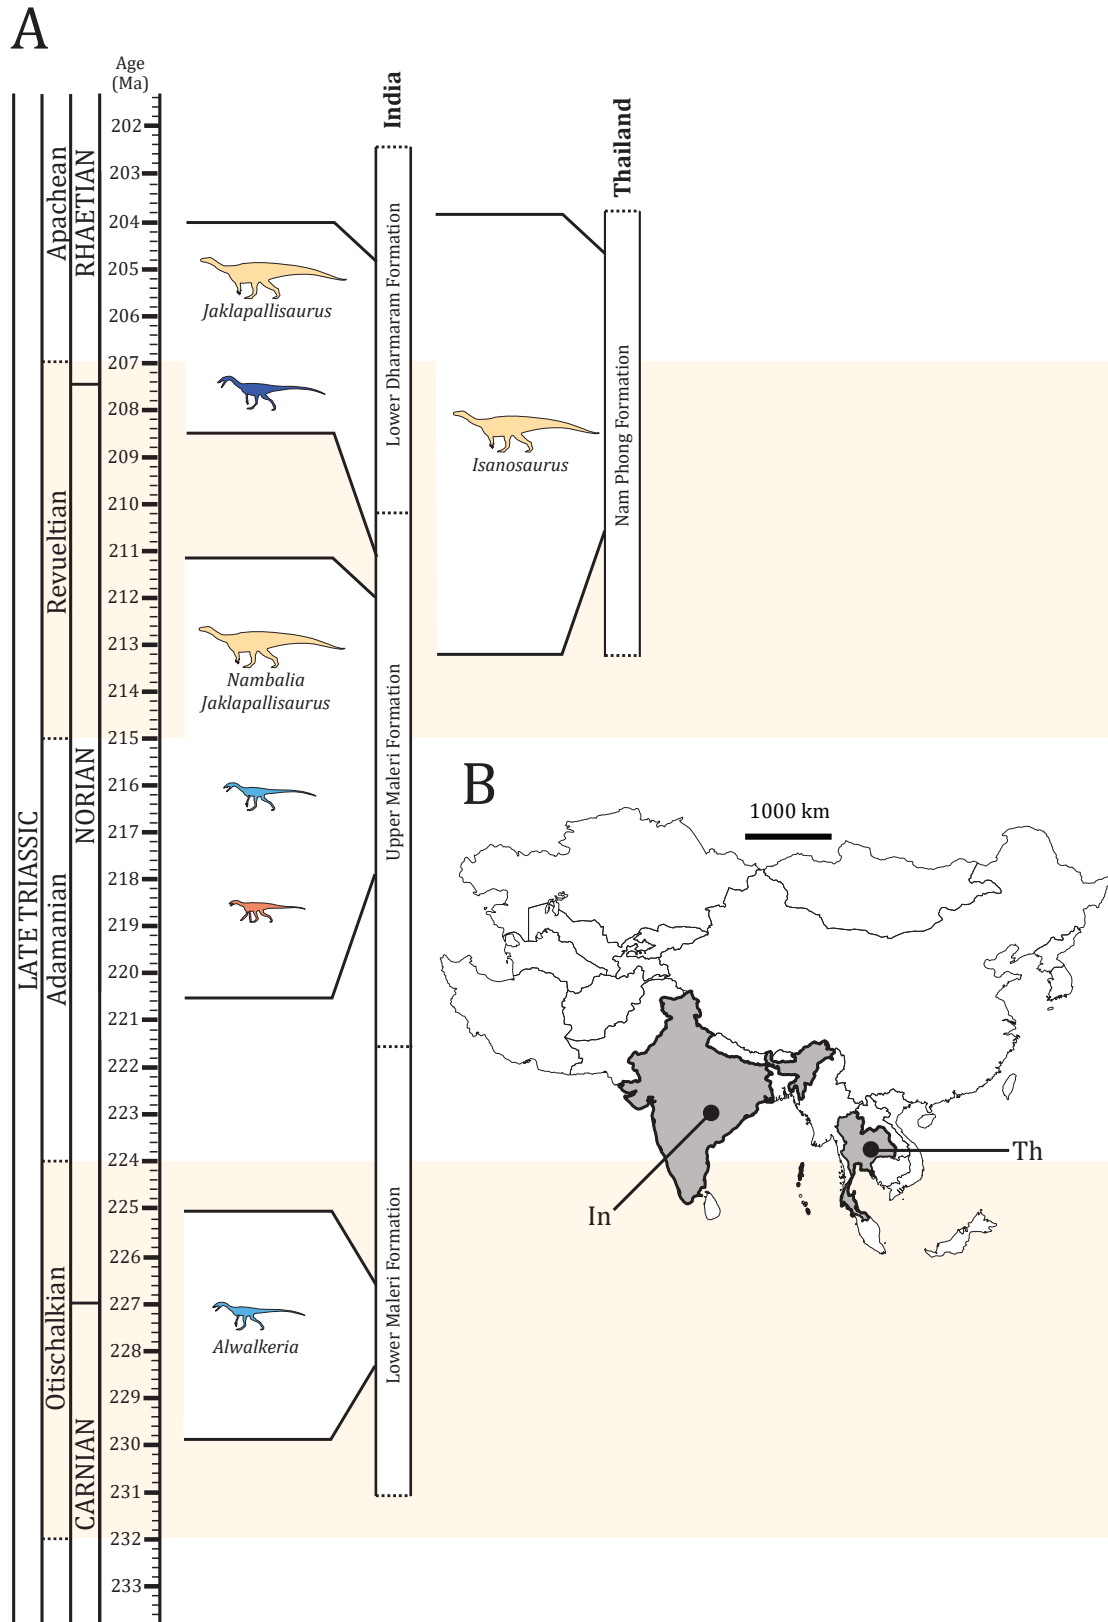 A
Age
(Ma)
India
Thailand
LATE TRIASSIC
Apachean
Revueltian
Adamanian
Otischalkian
RHAETIAN
NORIAN
CARNIAN
202
203
204
205
206
207
208
209
210
211
212
213
214
215
216
217
218
219
220
221
222
223
224
225
226
227
228
229
230
231
232
233
Jaklapallisaurus
Nambalia
Jaklapallisaurus
Alwalkeria
Lower Dharmaram Formation
Upper Maleri Formation
Lower Maleri Formation
Isanosaurus
Nam Phong Formation
B
1000 km
In
Th